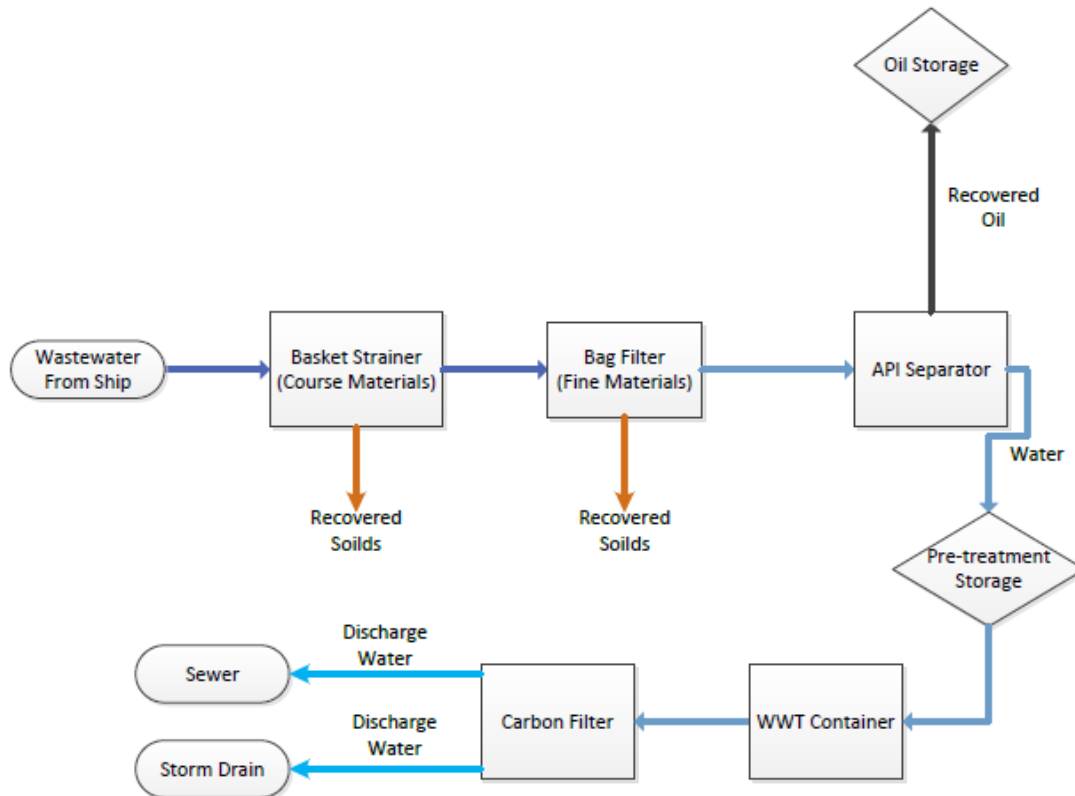 Oil Storage
Recovered
Oil
Wastewater
From Ship
Basket Strainer
(Course Materials)
Bag Filter
(Fine Materials)
API Separator
Water
Recovered
Soilds
Recovered
Soilds
Pre-treatment
Storage
Discharge
Water
Sewer
Carbon Filter
WWT Container
Discharge
Water
Storm Drain